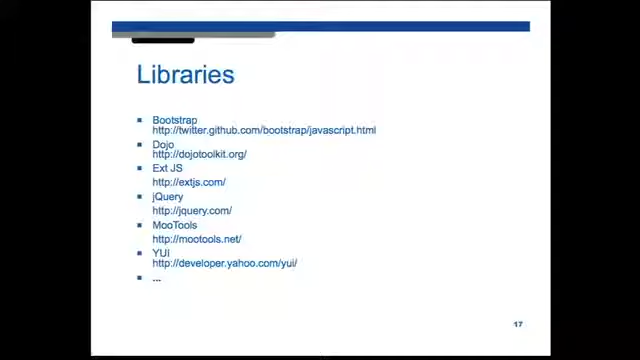 Libraries
Bootstrap
http://twitter.github.com/bootstrap/javascript.html
Dojo
http://dojotoolkit.org/
Ext JS
http://extjs.com/
jQuery
http://jquery.com/
MooTools
http://mootools.net/
YUI
http://developer.yahoo.com/yui/
...
17